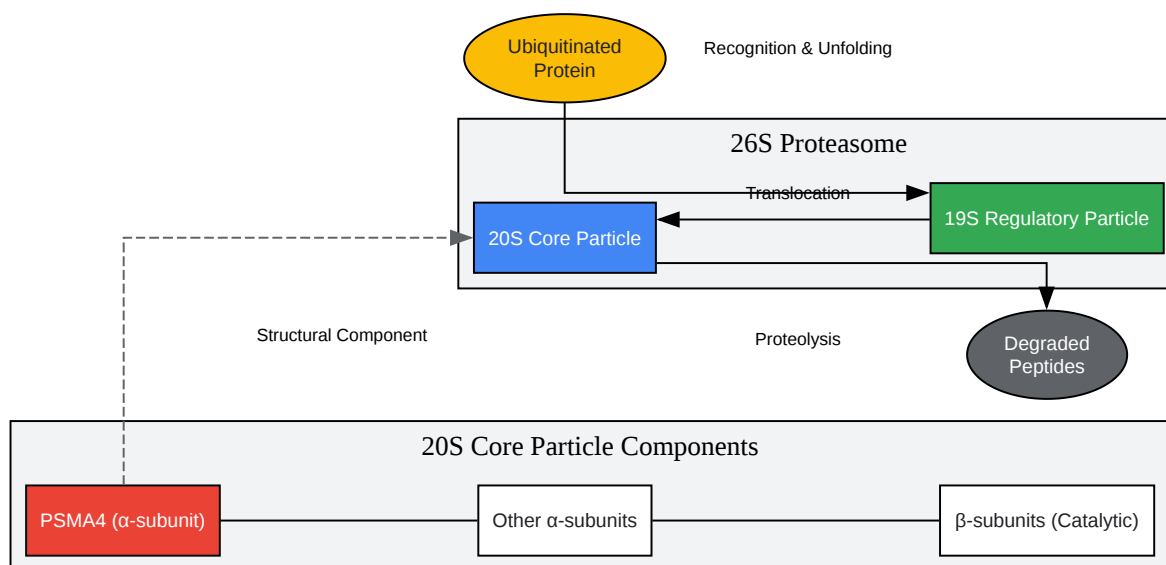 Ubiquitinated
Protein
Recognition & Unfolding
26S Proteasome
Translocation
19S Regulatory Particle
20S Core Particle
Structural Component
Proteolysis
Degraded
Peptides
20S Core Particle Components
PSMA4 (α-subunit)
Other α-subunits
β-subunits (Catalytic)